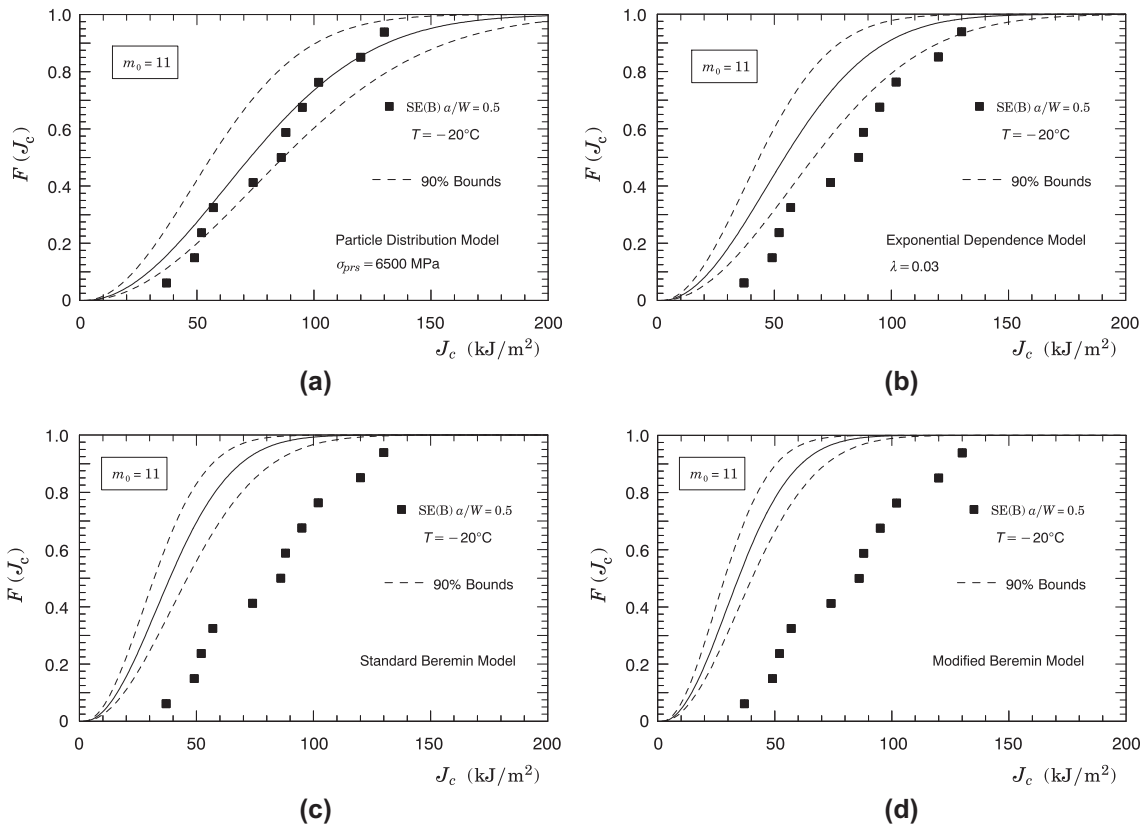 1.0
0.8
0.6
0.4
0.2
0
F (Jc)
m0 = 11
SE(B) a/W = 0.5
T = −20°C
90% Bounds
Particle Distribution Model
σprs = 6500 MPa
0 50 100 150 200
Jc (kJ/m²)
(a)
1.0
0.8
0.6
0.4
0.2
0
F (Jc)
m0 = 11
SE(B) a/W = 0.5
T = −20°C
90% Bounds
Exponential Dependence Model
λ = 0.03
0 50 100 150 200
Jc (kJ/m²)
(b)
1.0
0.8
0.6
0.4
0.2
0
F (Jc)
m0 = 11
SE(B) a/W = 0.5
T = −20°C
90% Bounds
Standard Beremin Model
0 50 100 150 200
Jc (kJ/m²)
(c)
1.0
0.8
0.6
0.4
0.2
0
F (Jc)
m0 = 11
SE(B) a/W = 0.5
T = −20°C
90% Bounds
Modified Beremin Model
0 50 100 150 200
Jc (kJ/m²)
(d)